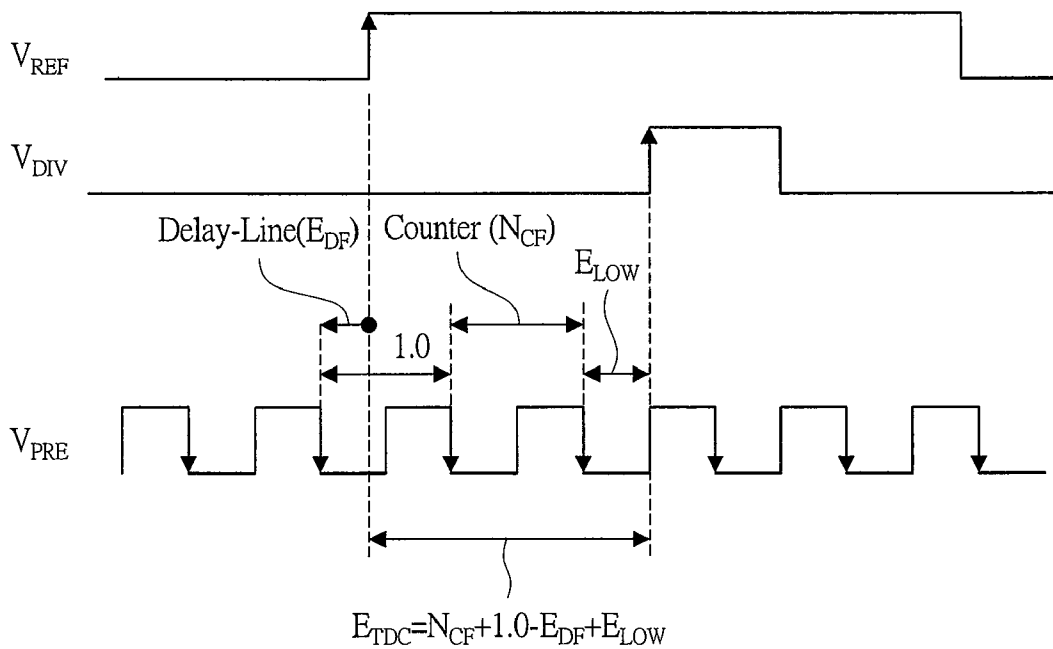 V_REF
V_DIV
Delay-Line(E_DF) Counter (N_CF)
E_LOW
1.0
V_PRE
E_TDC=N_CF+1.0-E_DF+E_LOW